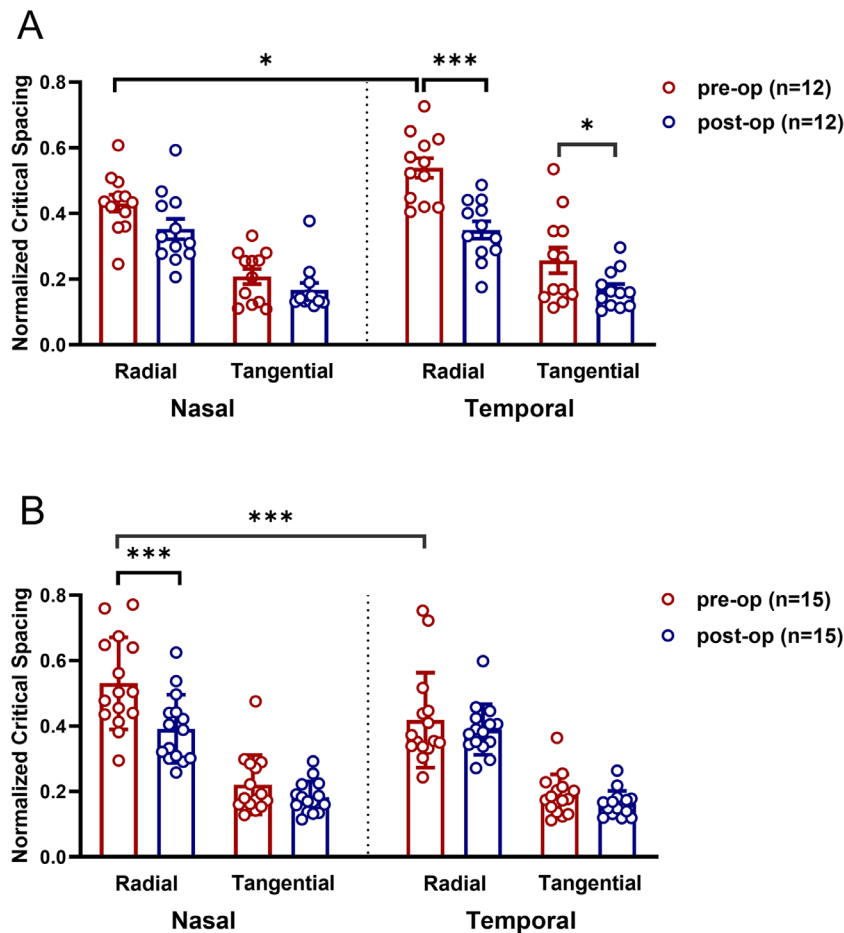 A
* ***
0.8
pre-op (n=12)
post-op (n=12)
*
0.6
0.4
0.2
0.0
Normalized Critical Spacing
Radial Tangential Radial Tangential
Nasal Temporal
B
***
***
0.8
pre-op (n=15)
post-op (n=15)
0.6
0.4
0.2
0.0
Normalized Critical Spacing
Radial Tangential Radial Tangential
Nasal Temporal